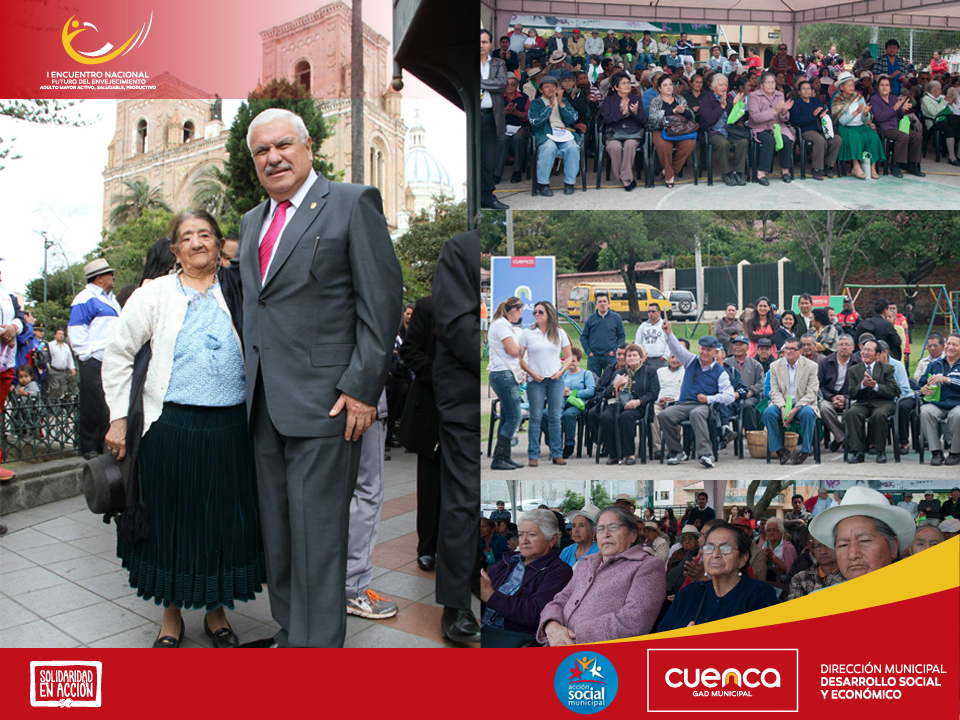 I ENCUENTRO NACIONAL
FUTURO DEL ENVEJECIMIENTO
ADULTO MAYOR ACTIVO, SALUDABLE, PRODUCTIVO
CUENCA
AERO
SOLIDARIDAD
EN ACCIÓN
acción
social
municipal
CUENCA
GAD MUNICIPAL
DIRECCIÓN MUNICIPAL
DESARROLLO SOCIAL
Y ECONÓMICO